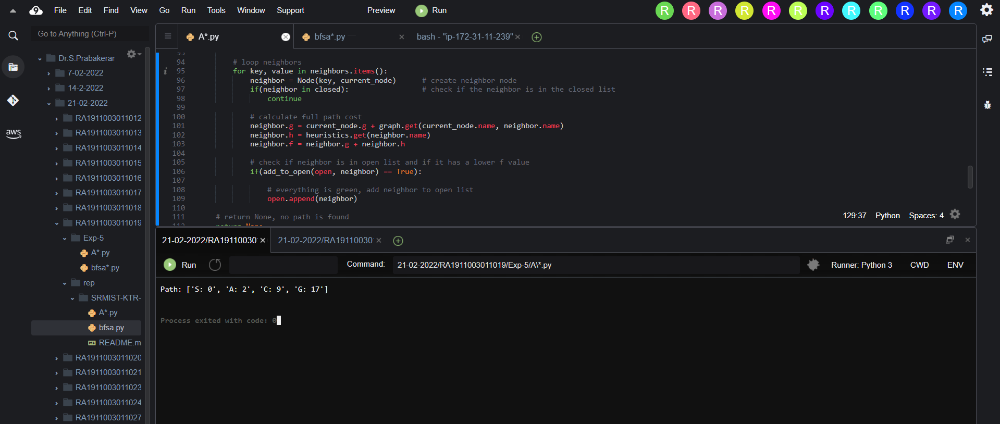 File Edit Find View Go Run Tools Window Support Preview Run
R R R R R R R R R R R R
Go to Anything (Ctrl-P)
aws
Dr.S.Prabakerar
7-02-2022
14-2-2022
21-02-2022
RA1911003011012
RA1911003011013
RA1911003011014
RA1911003011015
RA1911003011016
RA1911003011017
RA1911003011018
RA1911003011019
Exp-5
A*.py
bfsa*.py
rep
SRMIST-KTR-
A*.py
bfsa.py
README.m
RA1911003011020
RA1911003011021
RA1911003011023
RA1911003011024
RA1911003011027
A*.py bfsa*.py bash - "ip-172-31-11-239"
93
94 # loop neighbors
95 for key, value in neighbors.items():
96 neighbor = Node(key, current_node) # create neighbor node
97 if(neighbor in closed): # check if the neighbor is in the closed list
98 continue
99
100 # calculate full path cost
101 neighbor.g = current_node.g + graph.get(current_node.name, neighbor.name)
102 neighbor.h = heuristics.get(neighbor.name)
103 neighbor.f = neighbor.g + neighbor.h
104
105 # check if neighbor is in open list and if it has a lower f value
106 if(add_to_open(open, neighbor) == True):
107
108 # everything is green, add neighbor to open list
109 open.append(neighbor)
110
111 # return None, no path is found
112 return None
129:37 Python Spaces: 4
21-02-2022/RA19110030 21-02-2022/RA19110030
Run Command: 21-02-2022/RA1911003011019/Exp-5/A\*.py Runner: Python 3 CWD ENV
Path: ['S: 0', 'A: 2', 'C: 9', 'G: 17']
Process exited with code: 0